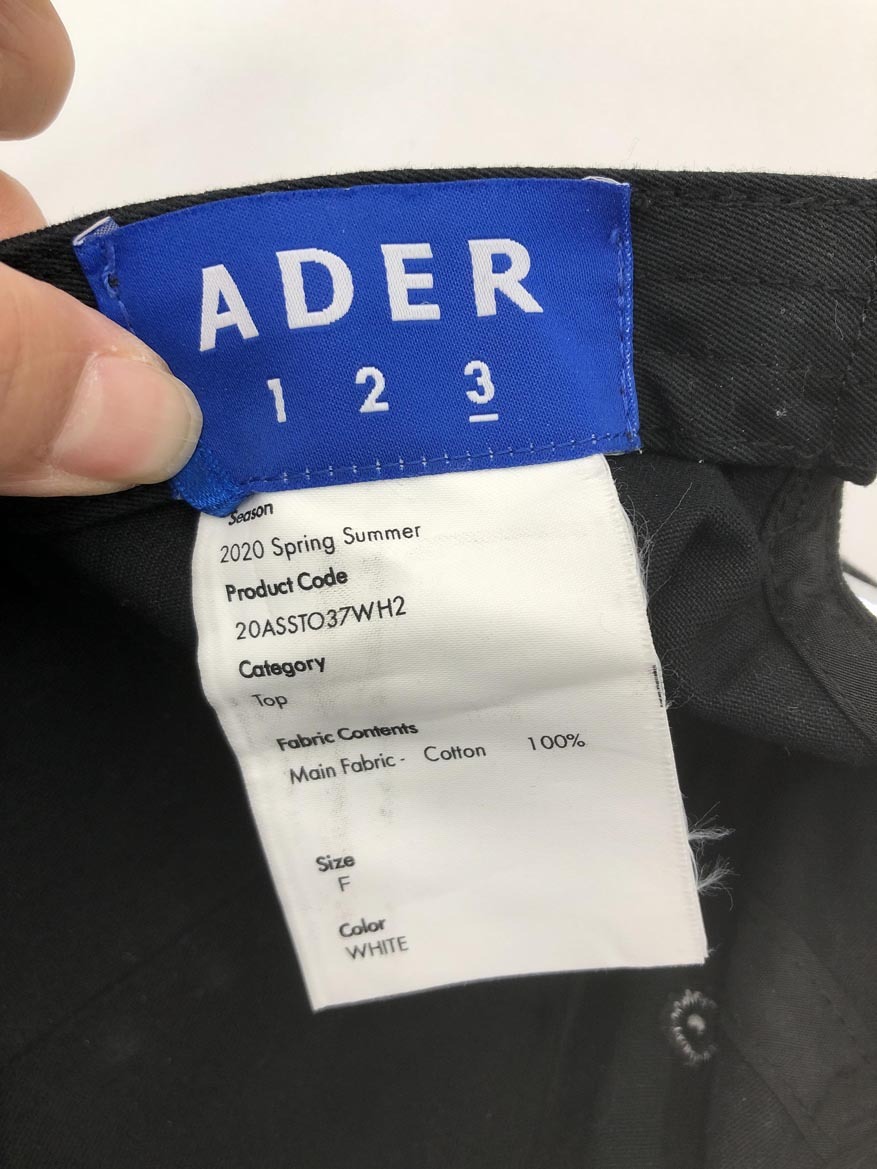 ADER
1 2 3
Season
2020 Spring Summer
Product Code
20ASSTO37WH2
Category
Top
Fabric Contents
Main Fabric - Cotton 100%
Size
F
Color
WHITE